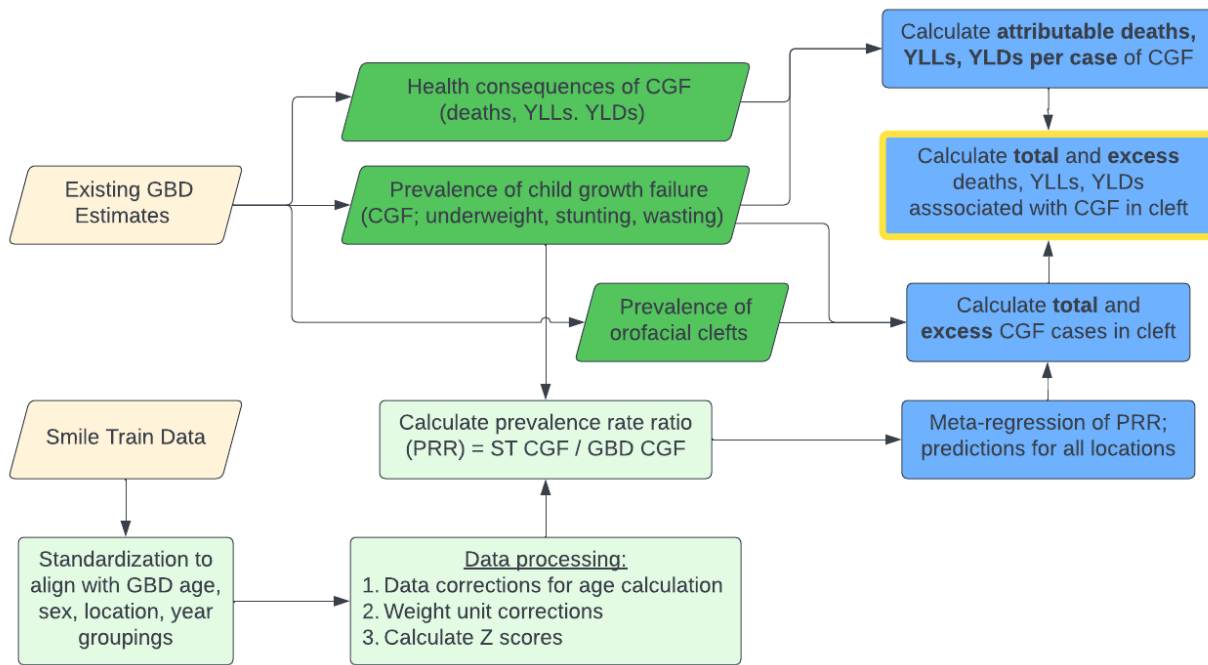 Calculate attributable deaths,
YLLs, YLDs per case of CGF
Health consequences of CGF
(deaths, YLLs. YLDs)
Existing GBD
Estimates
Prevalence of child growth failure
(CGF; underweight, stunting, wasting)
Calculate total and excess
deaths, YLLs, YLDs
asssociated with CGF in cleft
Prevalence of
orofacial clefts
Calculate total and
excess CGF cases in cleft
Smile Train Data
Calculate prevalence rate ratio
(PRR) = ST CGF / GBD CGF
Meta-regression of PRR;
predictions for all locations
Standardization to
align with GBD age,
sex, location, year
groupings
Data processing:
1. Data corrections for age calculation
2. Weight unit corrections
3. Calculate Z scores